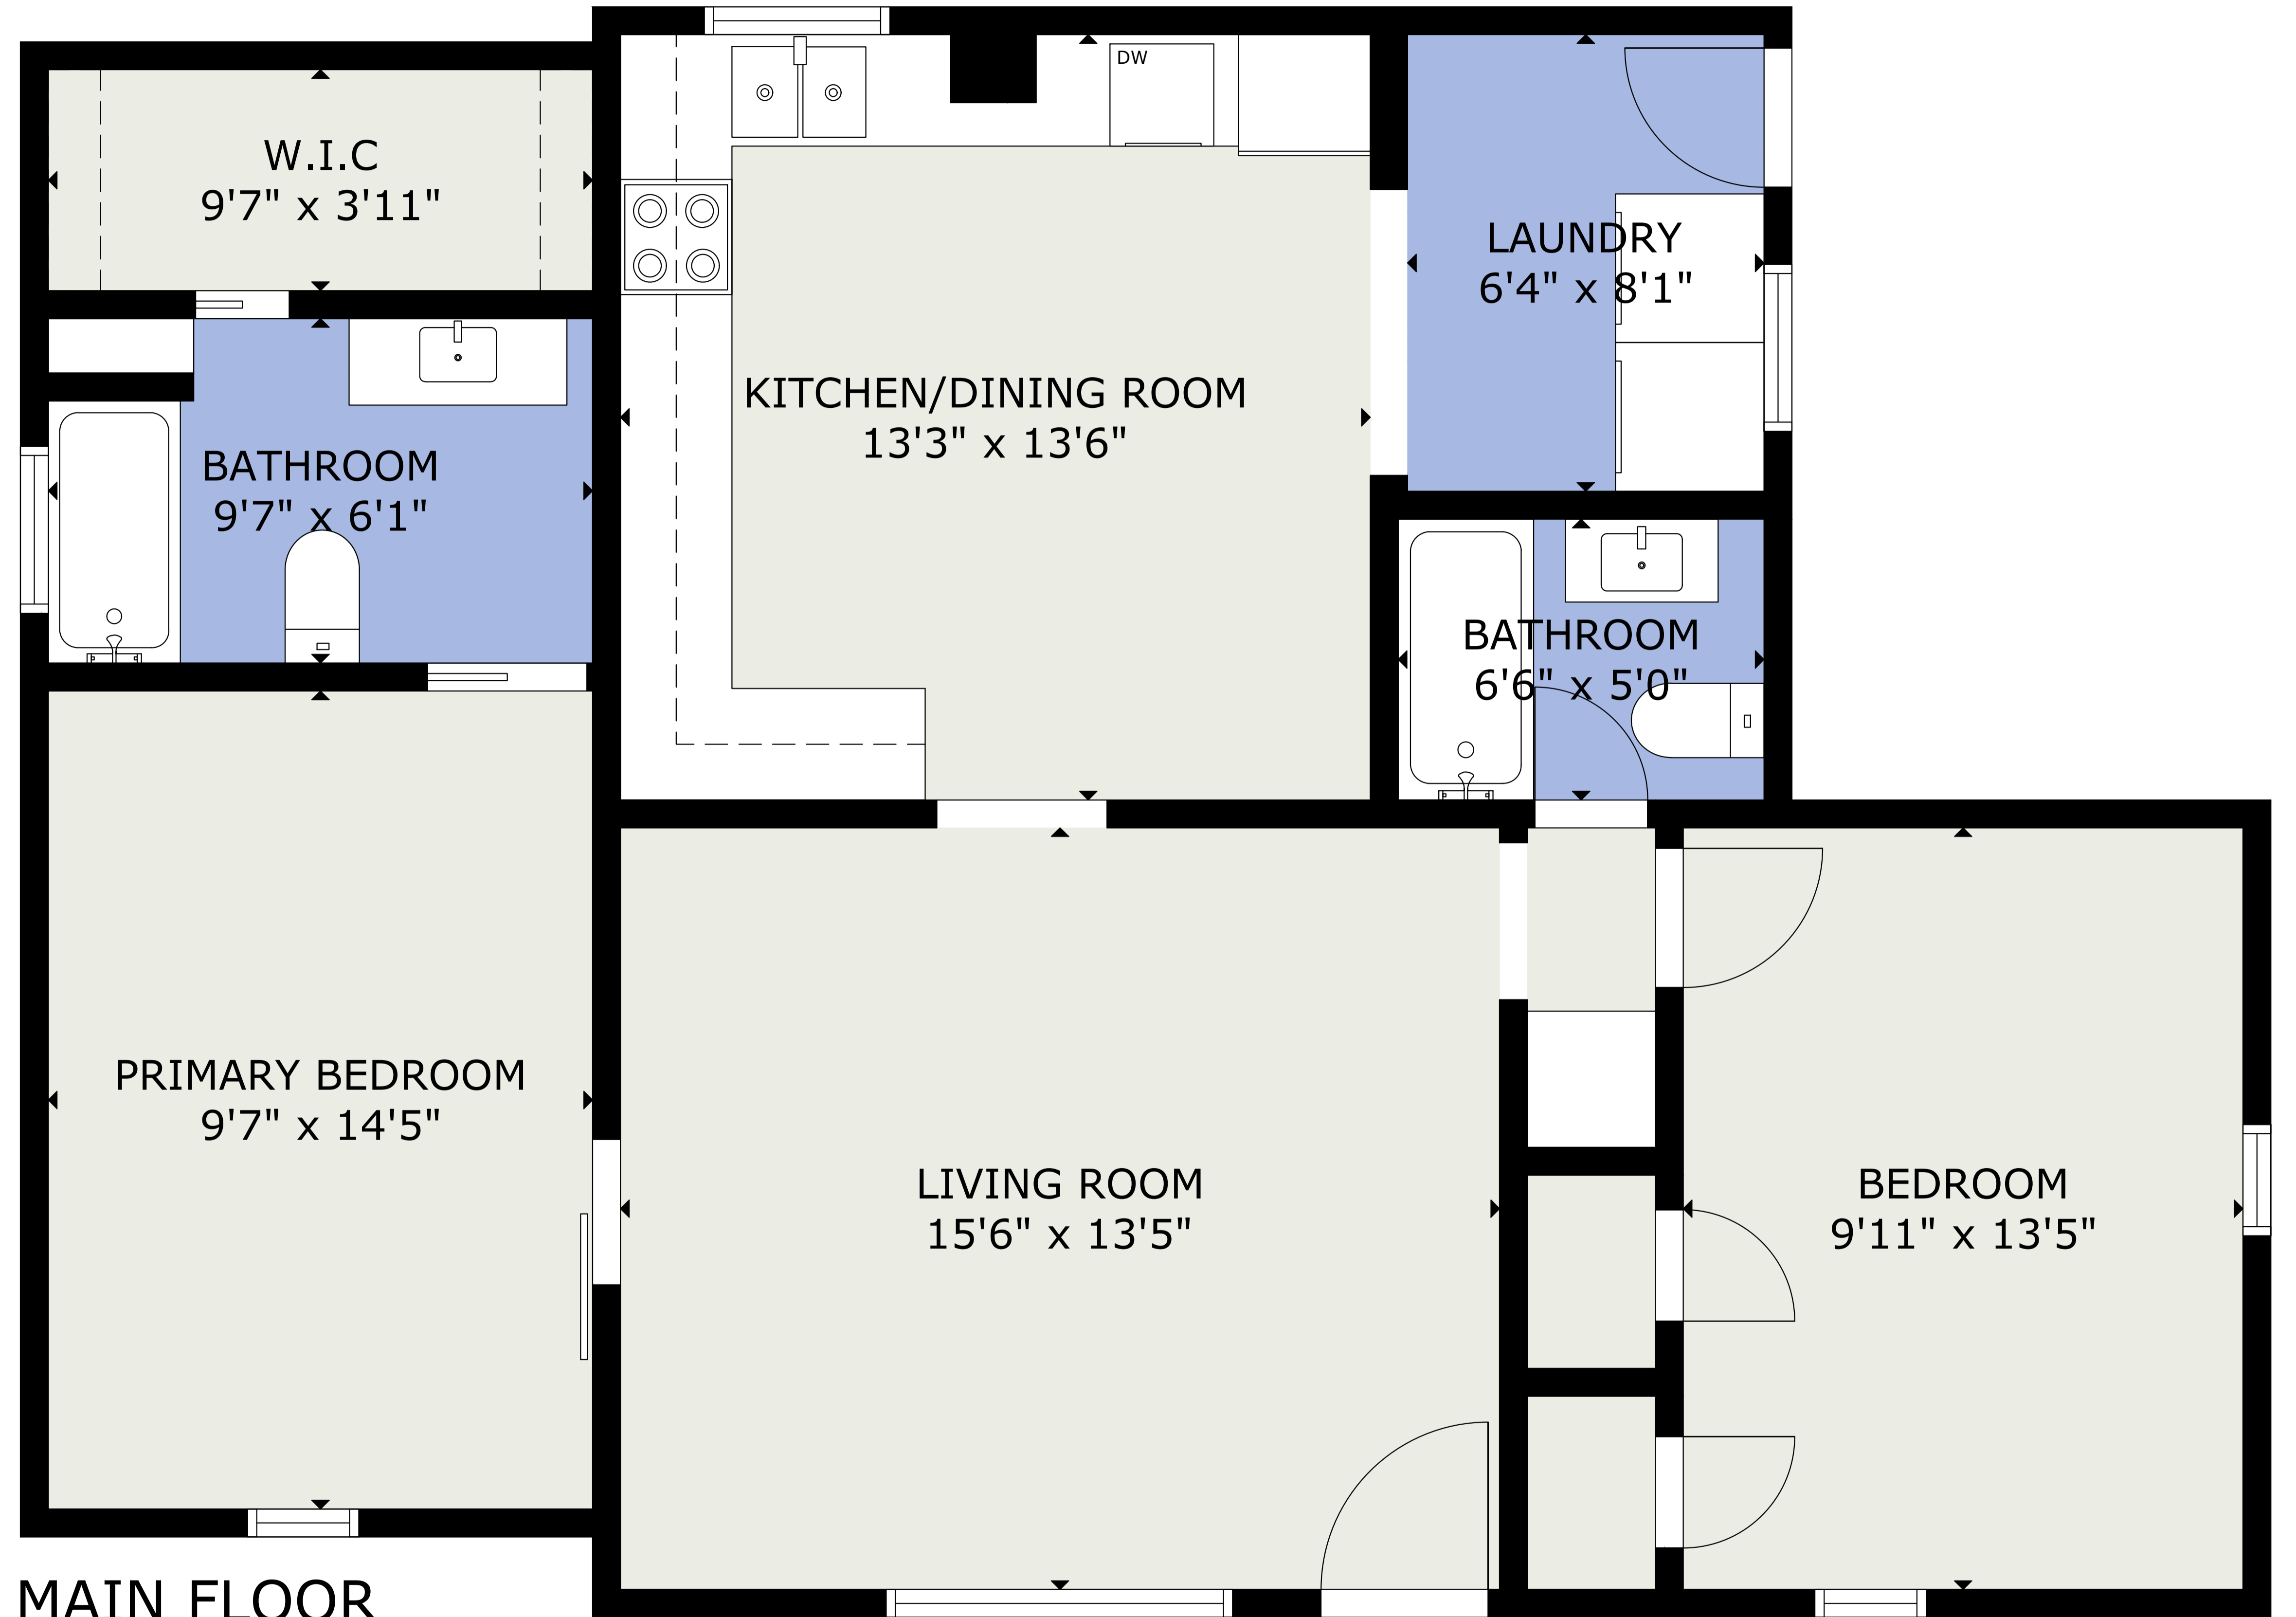 DW
W.I.C
9'7" x 3'11"
LAUNDRY
6'4" x 8'1"
KITCHEN/DINING ROOM
13'3" x 13'6"
BATHROOM
9'7" x 6'1"
BATHROOM
6'6" x 5'0"
PRIMARY BEDROOM
9'7" x 14'5"
LIVING ROOM
15'6" x 13'5"
BEDROOM
9'11" x 13'5"
MAIN FLOOR